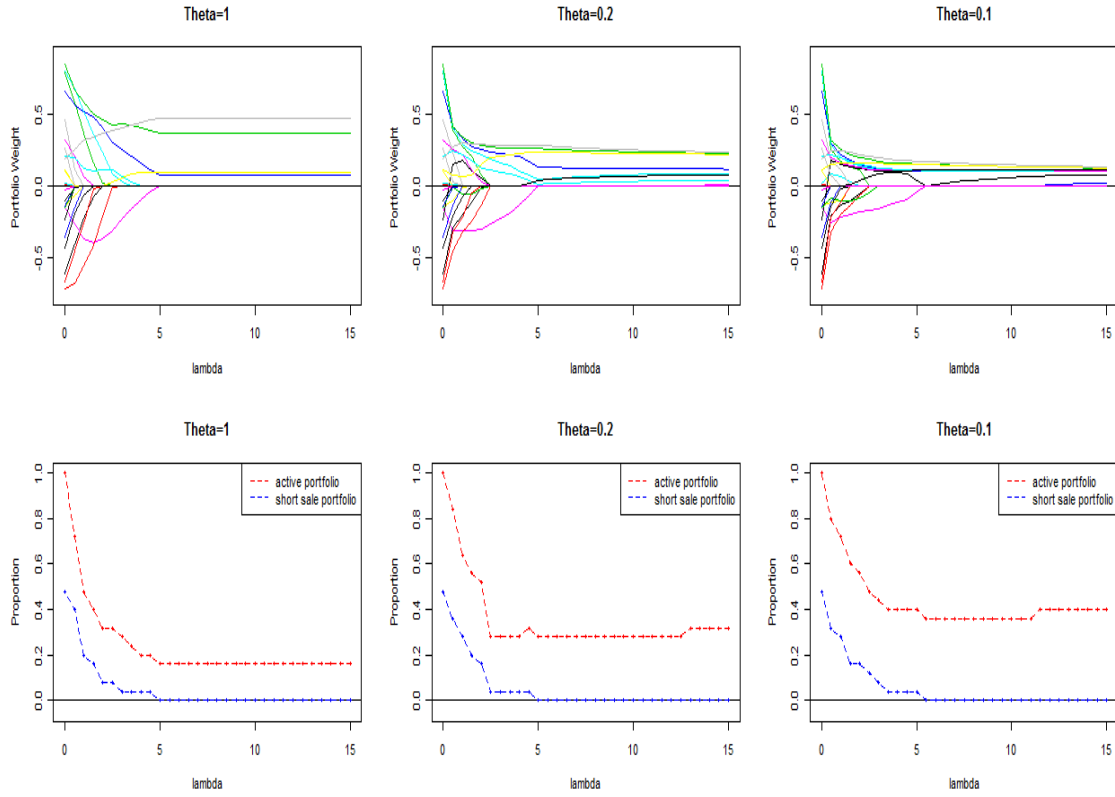 Theta=1
Portfolio Weight
0.5
0.0
-0.5
0 5 10 15
lambda
Theta=0.2
Portfolio Weight
0.5
0.0
-0.5
0 5 10 15
lambda
Theta=0.1
Portfolio Weight
0.5
0.0
-0.5
0 5 10 15
lambda
Theta=1
active portfolio
short sale portfolio
Proportion
1.0
0.8
0.6
0.4
0.2
0.0
0 5 10 15
lambda
Theta=0.2
active portfolio
short sale portfolio
Proportion
1.0
0.8
0.6
0.4
0.2
0.0
0 5 10 15
lambda
Theta=0.1
active portfolio
short sale portfolio
Proportion
1.0
0.8
0.6
0.4
0.2
0.0
0 5 10 15
lambda